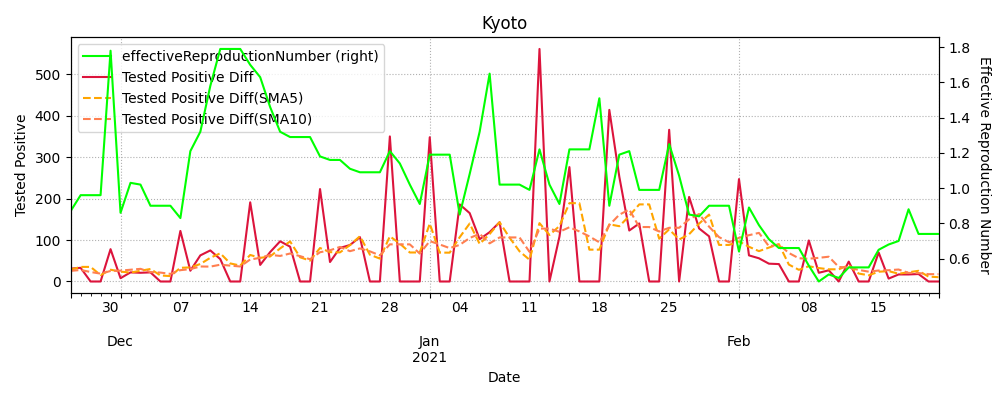 Kyoto
effectiveReproductionNumber (right)
Tested Positive Diff
Tested Positive Diff(SMA5)
Tested Positive Diff(SMA10)
Tested Positive
500
400
300
200
100
0
1.8
1.6
1.4
1.2
1.0
0.8
0.6
Effective Reproduction Number
30 07 14 21 28 04 11 18 25 08 15
Dec Jan Feb
2021
Date